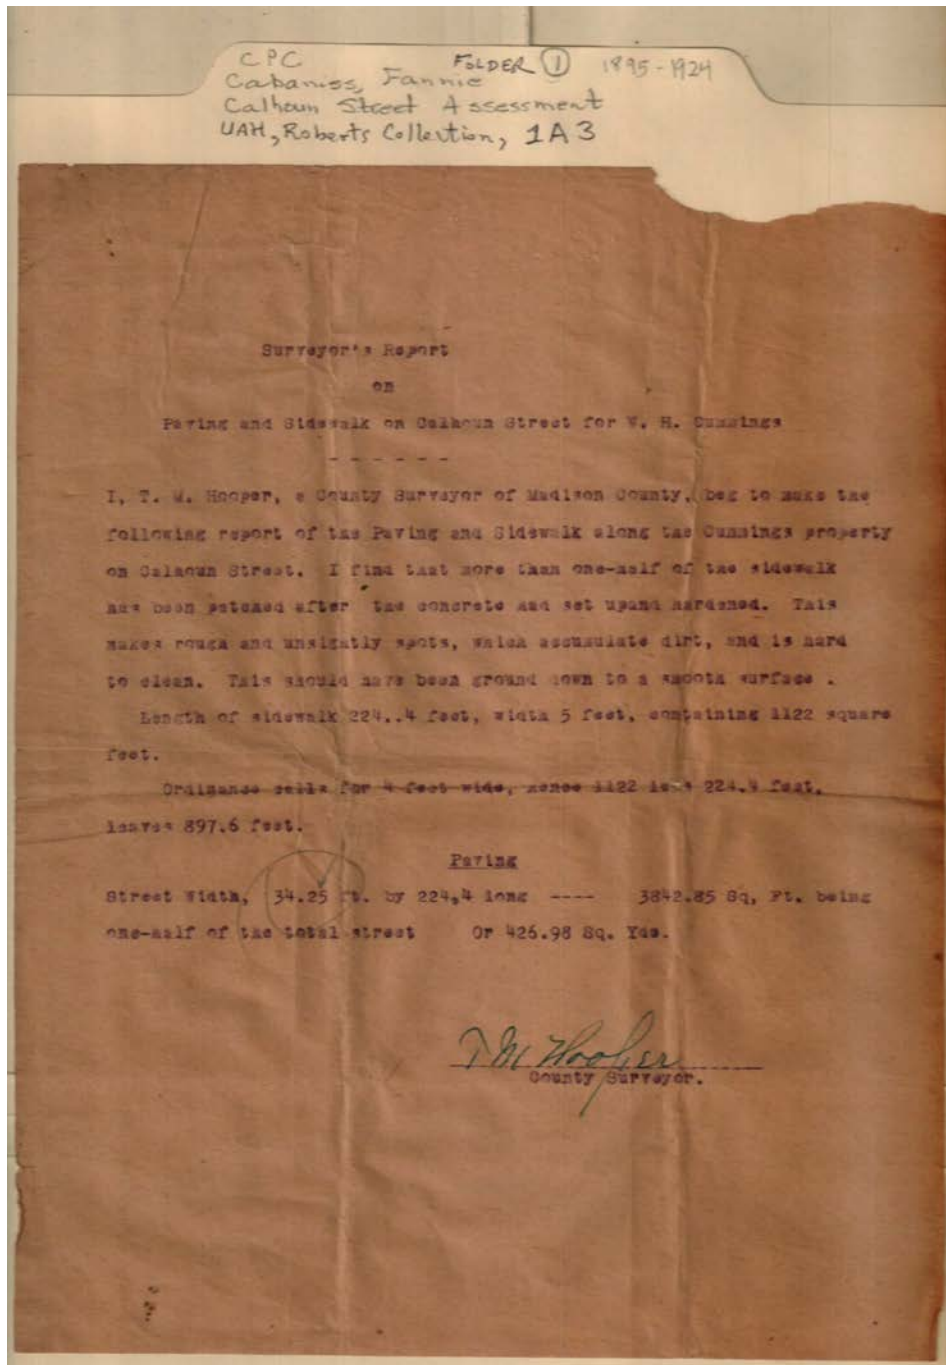 CPC FOLDER 1 1895-1924
Cabaniss, Fannie
Calhoun Street Assessment
UAH, Roberts Collection, 1A3
Surveyor's Report
on
Paving and Sidewalk on Calhoun Street for W. H. Cummings
- - - - - -
I, T. M. Hooper, a County Surveyor of Madison County, beg to make the
following report of the Paving and Sidewalk along the Cummings property
on Calhoun Street. I find that more than one-half of the sidewalk
has been patched after the concrete had set upand hardened. This
makes rough and unsightly spots, which accumulate dirt, and is hard
to clean. This should have been ground down to a smooth surface .
Length of sidewalk 224..4 feet, width 5 feet, containing 1122 square
feet.
Ordinance calls for 4 feet wide, hence 1122 less 224.4 feet,
leaves 897.6 feet.
Paving
Street Width, 34.25 ft. by 224.4 long ---- 3842.85 Sq, Ft. being
one-half of the total street Or 426.98 Sq. Yds.
T M Hooper
County Surveyor.